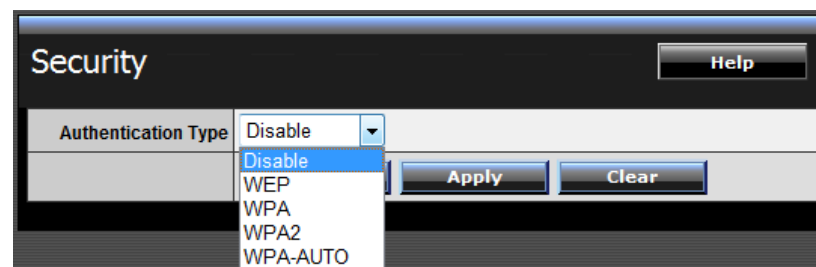 Security
Help
Authentication Type Disable
Disable
WEP
WPA
WPA2
WPA-AUTO
Apply
Clear